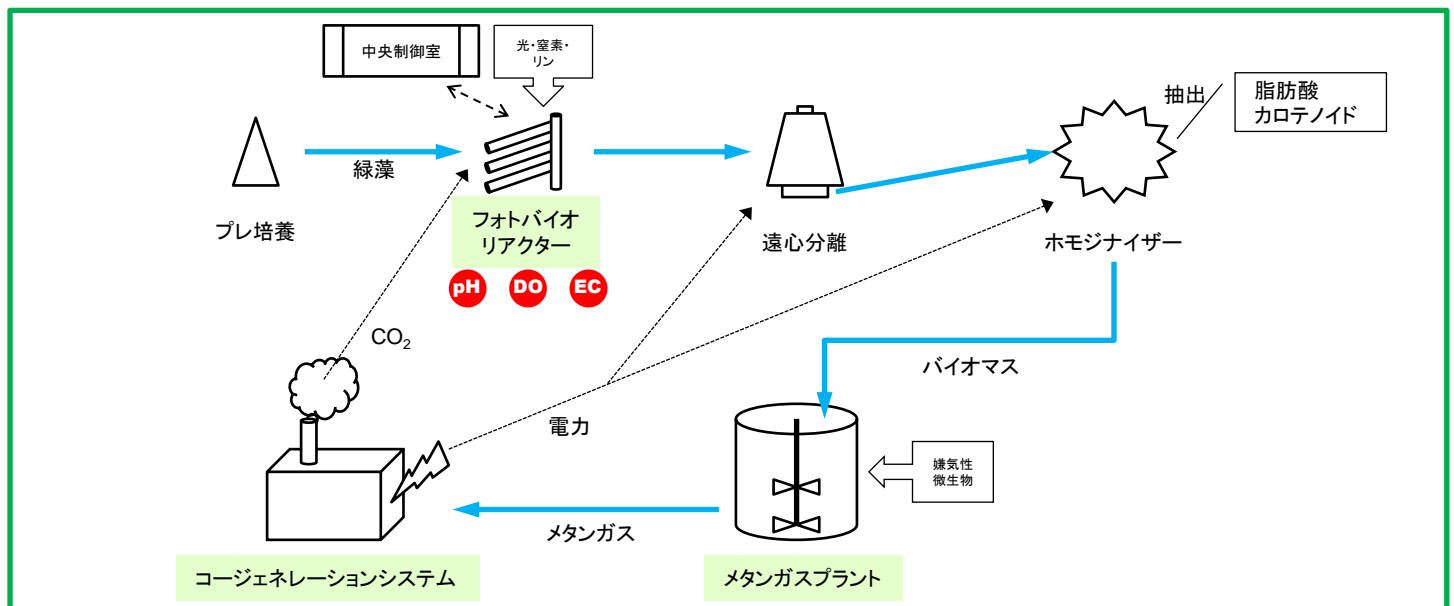 中央制御室
光・窒素・
リン
抽出
脂肪酸
カロテノイド
緑藻
プレ培養
フォトバイオ
リアクター
遠心分離
ホモジナイザー
pH
DO
EC
CO₂
バイオマス
電力
嫌気性
微生物
メタンガス
コージェネレーションシステム
メタンガスプラント